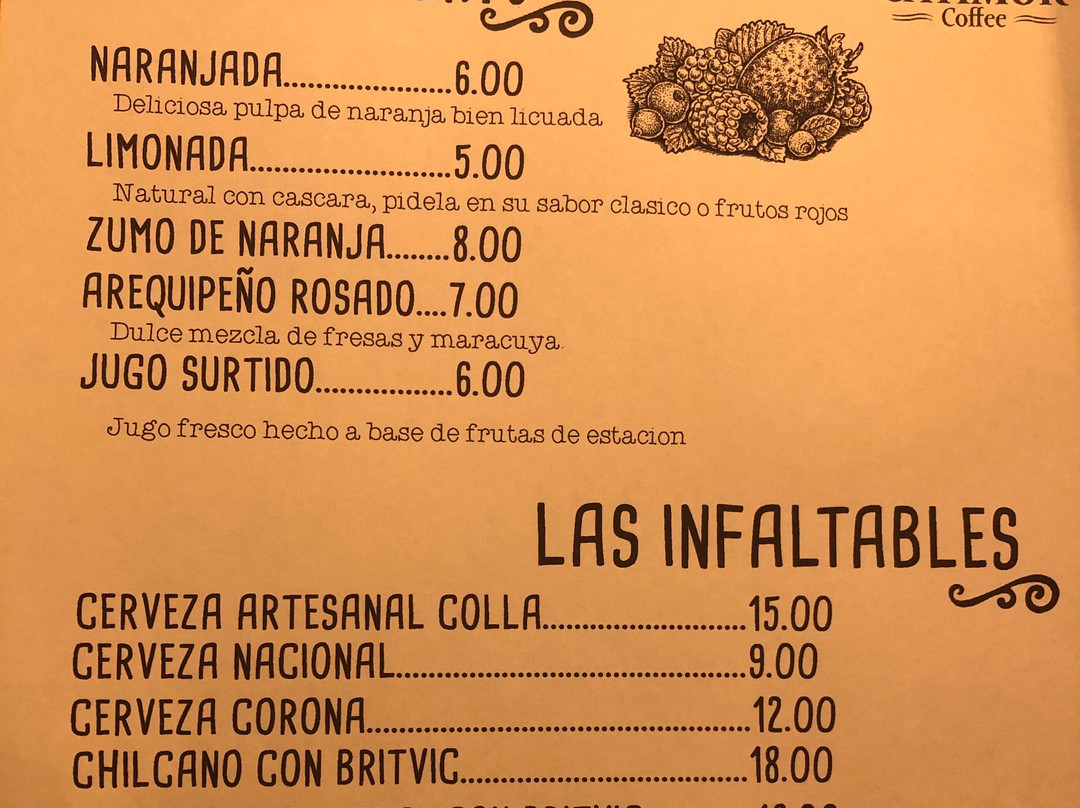 Coffee
NARANJADA.....................6.00
Deliciosa pulpa de naranja bien licuada
LIMONADA..........................5.00
Natural con cascara, pidela en su sabor clasico o frutos rojos
ZUMO DE NARANJA........8.00
AREQUIPEÑO ROSADO....7.00
Dulce mezcla de fresas y maracuya.
JUGO SURTIDO.................6.00
Jugo fresco hecho a base de frutas de estacion
LAS INFALTABLES
CERVEZA ARTESANAL COLLA.........................15.00
CERVEZA NACIONAL...........................................9.00
CERVEZA CORONA...............................................12.00
CHILCANO CON BRITVIC...................................18.00